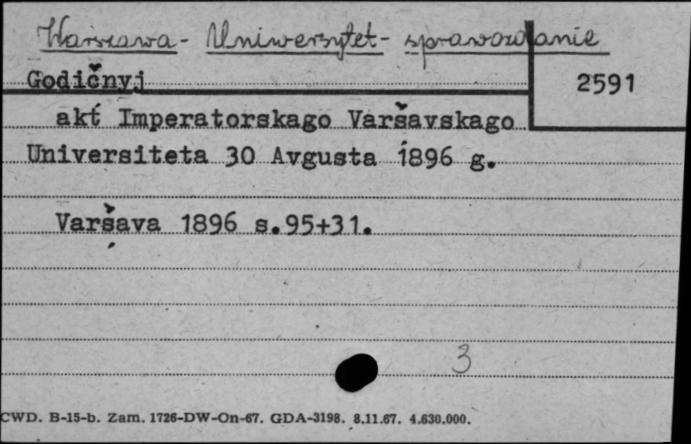 Warszawa - Uniwersytet - sprawozdanie
Godičnyj
2591
akt Imperatorskago Varšavskago
Universiteta 30 Avgusta 1896 g.
Varšava 1896 s.95+31.
3
CWD. B-15-b. Zam. 1726-DW-On-67. GDA-3198. 8.11.67. 4.630.000.